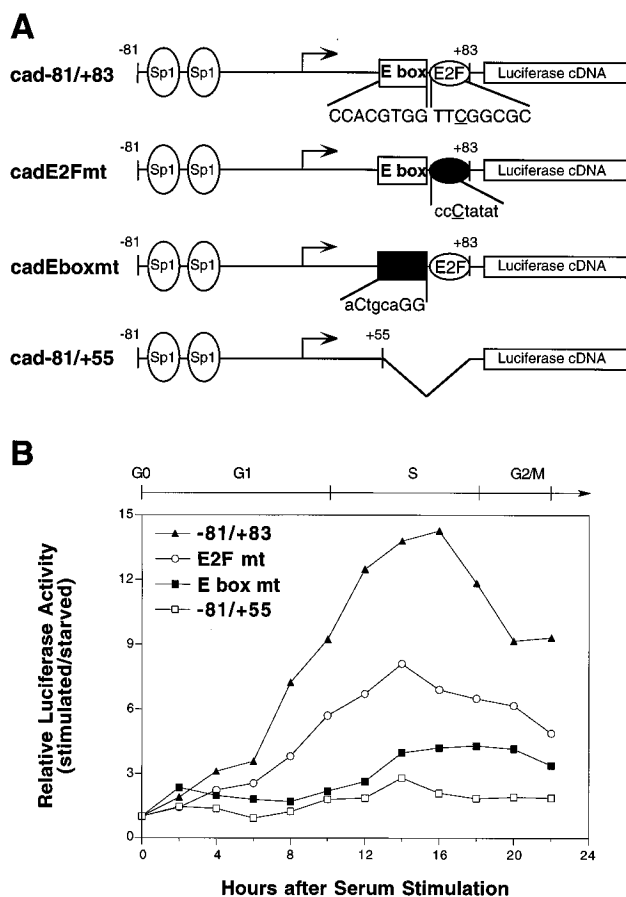 A
cad-81/+83
-81
Sp1 Sp1
E box
E2F
+83
Luciferase cDNA
CCACGTGG TTCGGCGC
cadE2Fmt
-81
Sp1 Sp1
E box
+83
Luciferase cDNA
ccCtatat
cadEboxmt
-81
Sp1 Sp1
E2F
+83
Luciferase cDNA
aCtgcaGG
cad-81/+55
-81
Sp1 Sp1
+55
Luciferase cDNA
B
G0 G1 S G2/M
-81/+83
E2F mt
E box mt
-81/+55
15
12
9
6
3
0
Relative Luciferase Activity
(stimulated/starved)
0 4 8 12 16 20 24
Hours after Serum Stimulation